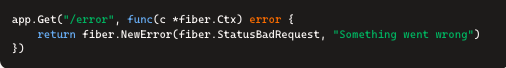 app.Get("/error", func(c *fiber.Ctx) error {
    return fiber.NewError(fiber.StatusBadRequest, "Something went wrong")
})